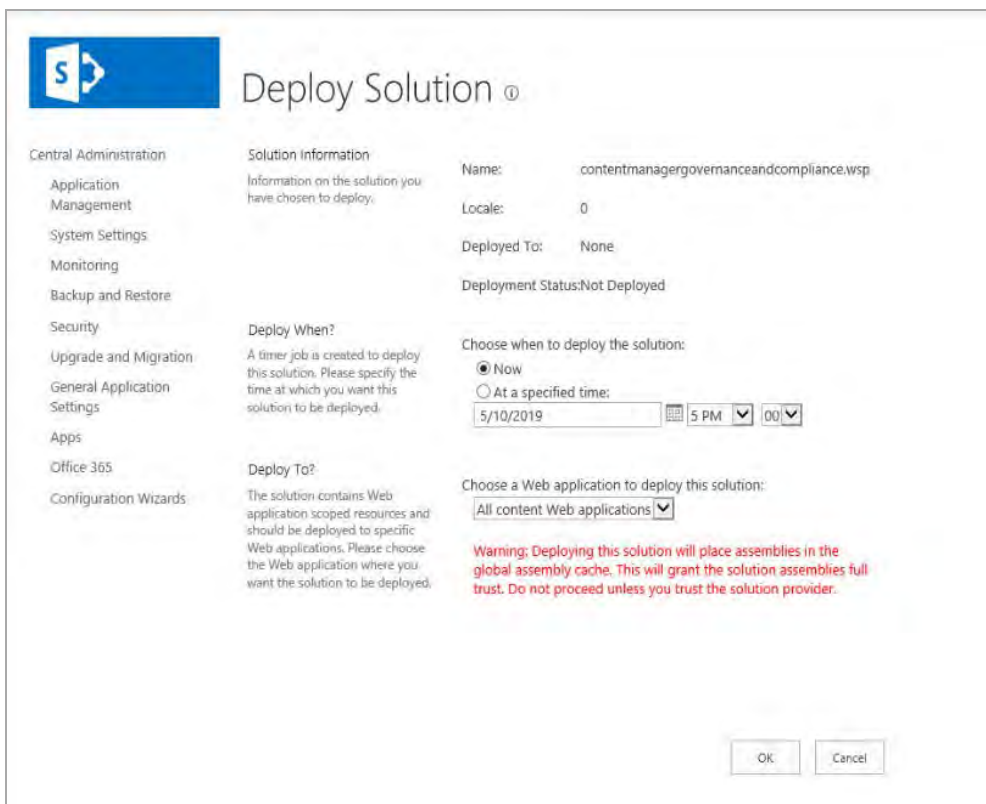 S
Deploy Solution
Central Administration
Application
Management
System Settings
Monitoring
Backup and Restore
Security
Upgrade and Migration
General Application
Settings
Apps
Office 365
Configuration Wizards
Solution Information
Information on the solution you
have chosen to deploy.
Name: contentmanagergovernanceandcompliance.wsp
Locale: 0
Deployed To: None
Deployment Status:Not Deployed
Deploy When?
A timer job is created to deploy
this solution. Please specify the
time at which you want this
solution to be deployed.
Choose when to deploy the solution:
Now
At a specified time:
5/10/2019 5 PM 00
Deploy To?
The solution contains Web
application scoped resources and
should be deployed to specific
Web applications. Please choose
the Web application where you
want the solution to be deployed.
Choose a Web application to deploy this solution:
All content Web applications
Warning: Deploying this solution will place assemblies in the
global assembly cache. This will grant the solution assemblies full
trust. Do not proceed unless you trust the solution provider.
OK Cancel